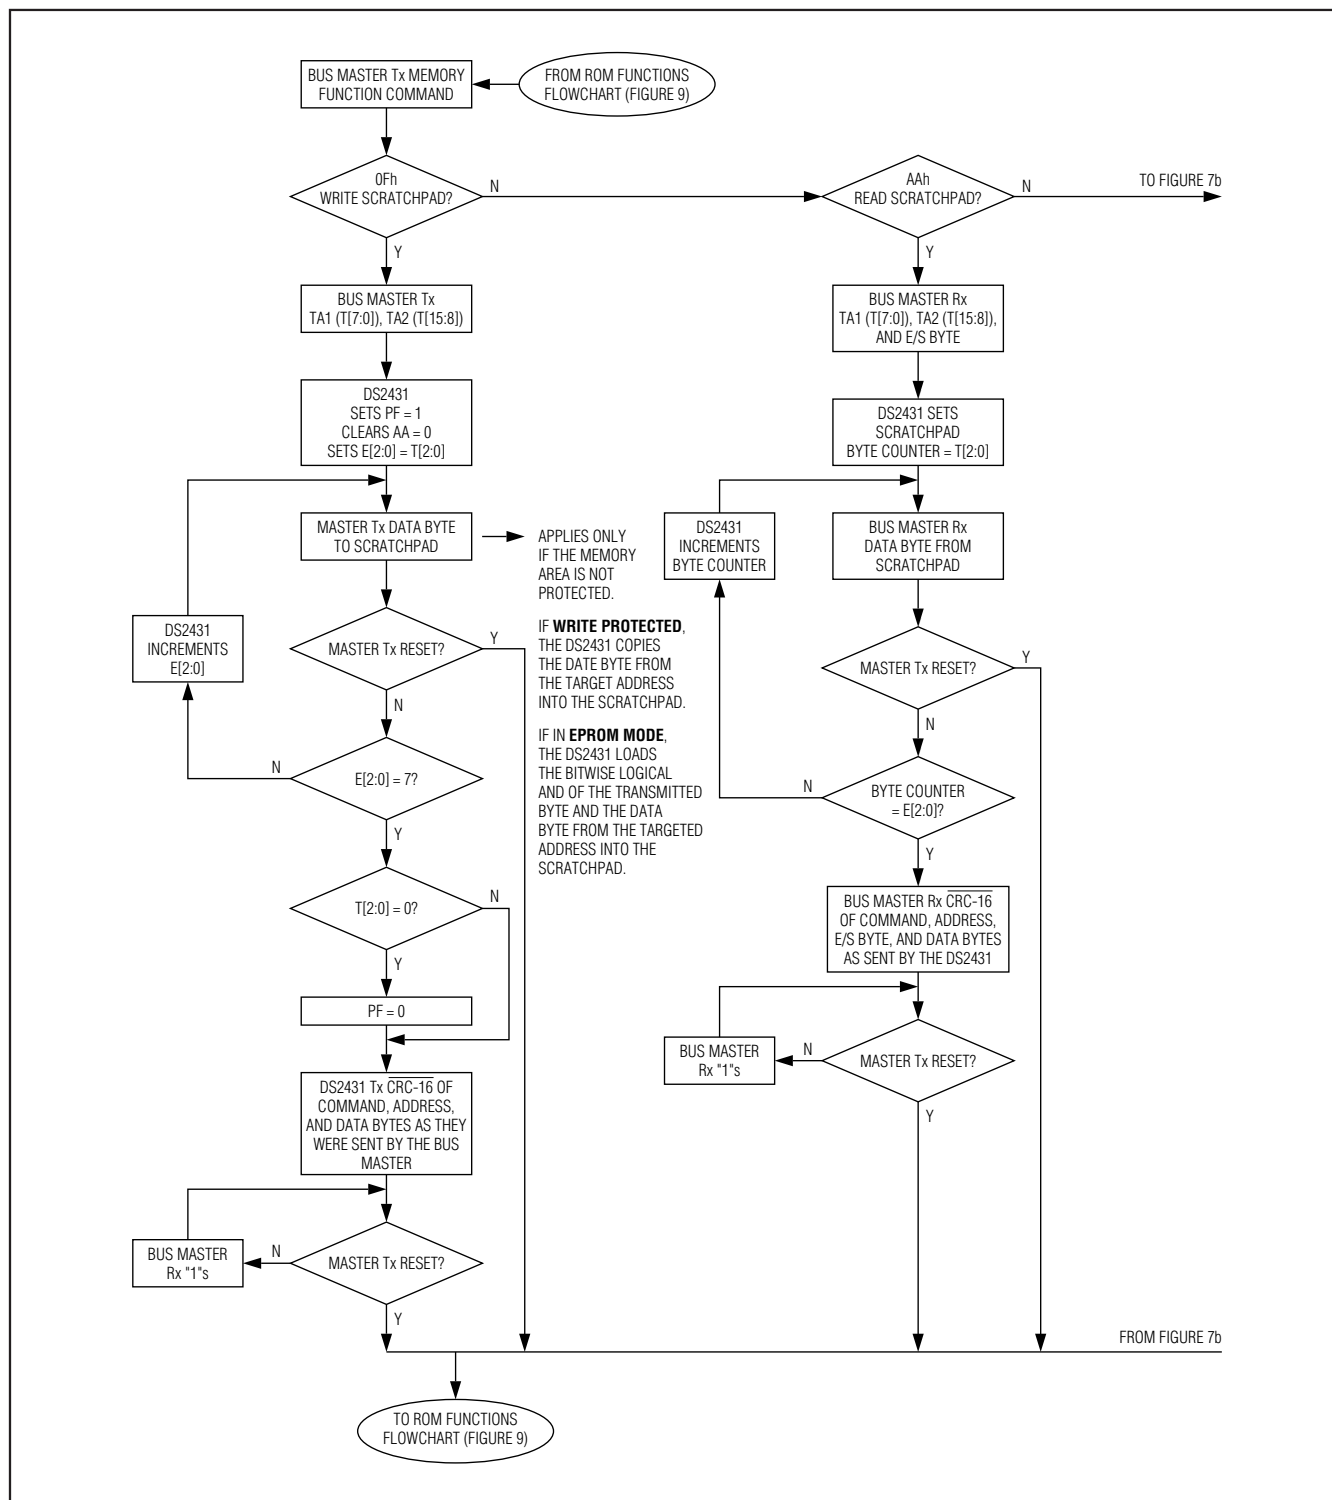 BUS MASTER Tx MEMORY
FUNCTION COMMAND
FROM ROM FUNCTIONS
FLOWCHART (FIGURE 9)
0Fh
WRITE SCRATCHPAD?
N
Y
AAh
READ SCRATCHPAD?
N
TO FIGURE 7b
Y
BUS MASTER Tx
TA1 (T[7:0]), TA2 (T[15:8])
DS2431
SETS PF = 1
CLEARS AA = 0
SETS E[2:0] = T[2:0]
MASTER Tx DATA BYTE
TO SCRATCHPAD
APPLIES ONLY
IF THE MEMORY
AREA IS NOT
PROTECTED.
IF WRITE PROTECTED,
THE DS2431 COPIES
THE DATE BYTE FROM
THE TARGET ADDRESS
INTO THE SCRATCHPAD.
IF IN EPROM MODE,
THE DS2431 LOADS
THE BITWISE LOGICAL
AND OF THE TRANSMITTED
BYTE AND THE DATA
BYTE FROM THE TARGETED
ADDRESS INTO THE
SCRATCHPAD.
MASTER Tx RESET?
Y
N
DS2431
INCREMENTS
E[2:0]
E[2:0] = 7?
N
Y
T[2:0] = 0?
N
Y
PF = 0
DS2431 Tx CRC-16 OF
COMMAND, ADDRESS,
AND DATA BYTES AS THEY
WERE SENT BY THE BUS
MASTER
BUS MASTER
Rx "1"s
N
MASTER Tx RESET?
Y
BUS MASTER Rx
TA1 (T[7:0]), TA2 (T[15:8]),
AND E/S BYTE
DS2431 SETS
SCRATCHPAD
BYTE COUNTER = T[2:0]
DS2431
INCREMENTS
BYTE COUNTER
BUS MASTER Rx
DATA BYTE FROM
SCRATCHPAD
MASTER Tx RESET?
Y
N
BYTE COUNTER
= E[2:0]?
N
Y
BUS MASTER Rx CRC-16
OF COMMAND, ADDRESS,
E/S BYTE, AND DATA BYTES
AS SENT BY THE DS2431
BUS MASTER
Rx "1"s
N
MASTER Tx RESET?
Y
FROM FIGURE 7b
TO ROM FUNCTIONS
FLOWCHART (FIGURE 9)